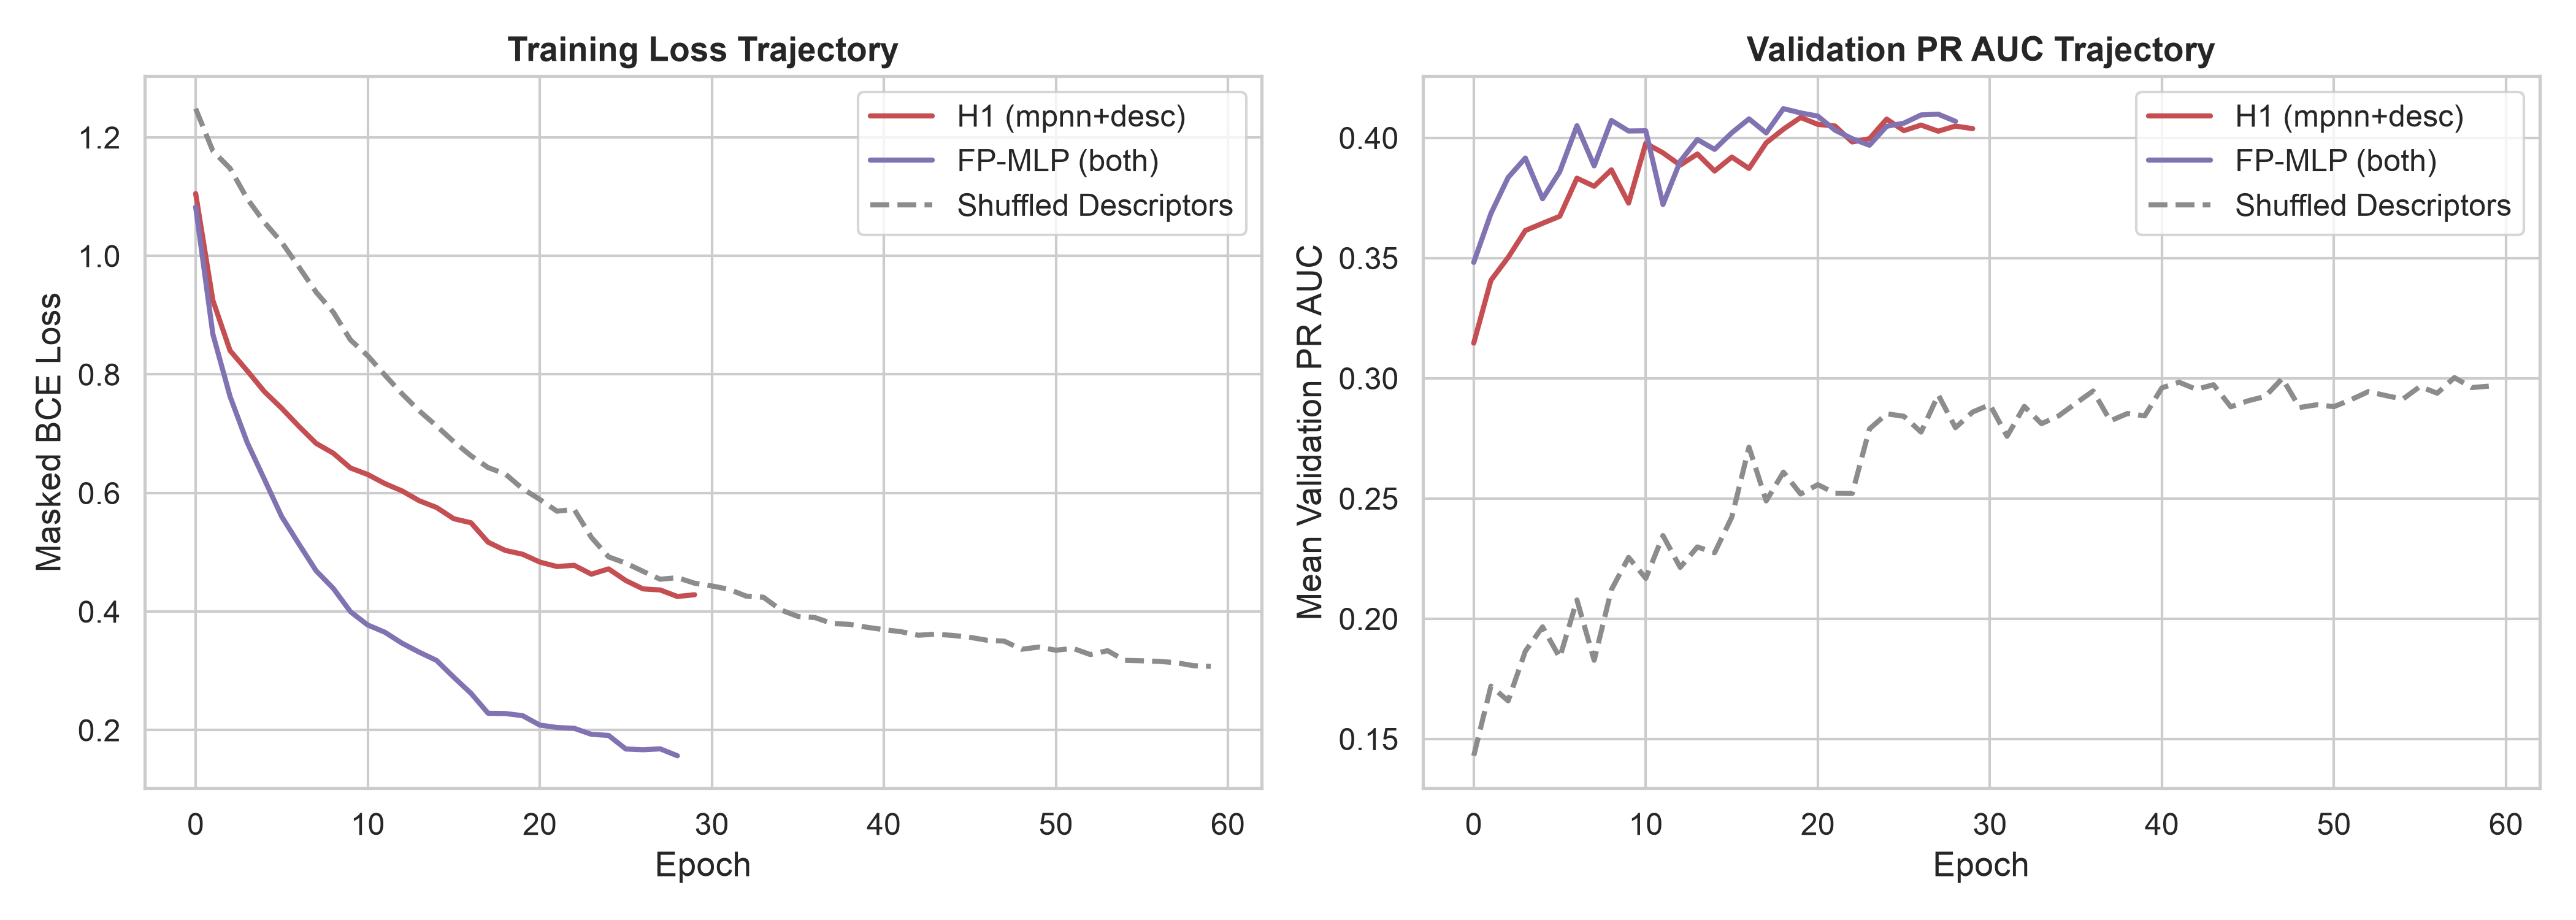 Training Loss Trajectory
Masked BCE Loss
1.2
1.0
0.8
0.6
0.4
0.2
H1 (mpnn+desc)
FP-MLP (both)
Shuffled Descriptors
0 10 20 30 40 50 60
Epoch
Validation PR AUC Trajectory
Mean Validation PR AUC
0.40
0.35
0.30
0.25
0.20
0.15
H1 (mpnn+desc)
FP-MLP (both)
Shuffled Descriptors
0 10 20 30 40 50 60
Epoch